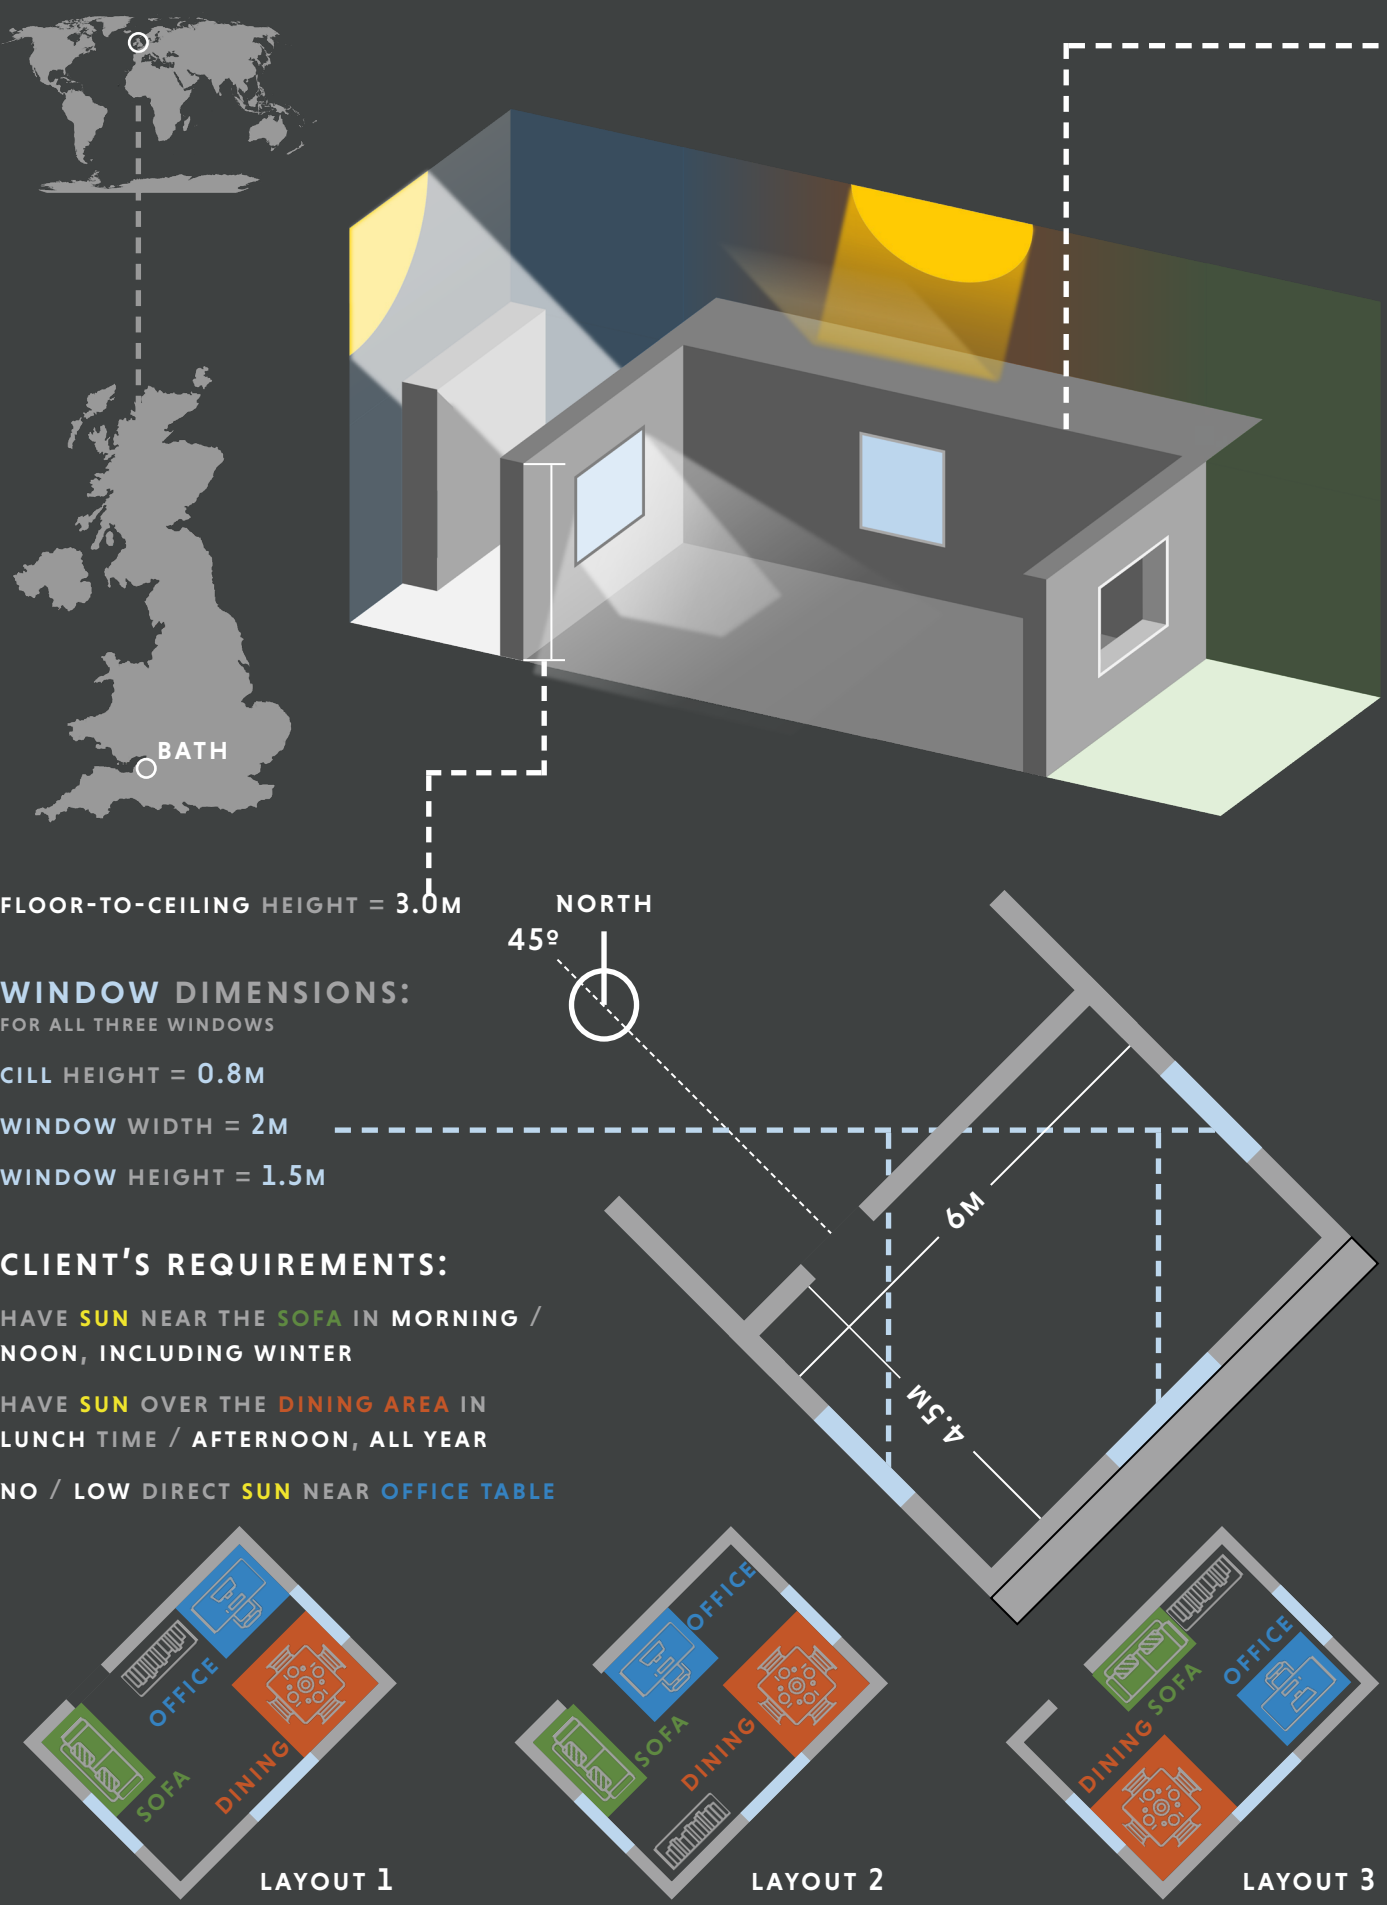 BATH
FLOOR-TO-CEILING HEIGHT = 3.0M
NORTH
45º
WINDOW DIMENSIONS:
FOR ALL THREE WINDOWS
CILL HEIGHT = 0.8M
WINDOW WIDTH = 2M
WINDOW HEIGHT = 1.5M
6M
4.5M
CLIENT'S REQUIREMENTS:
HAVE SUN NEAR THE SOFA IN MORNING /
NOON, INCLUDING WINTER
HAVE SUN OVER THE DINING AREA IN
LUNCH TIME / AFTERNOON, ALL YEAR
NO / LOW DIRECT SUN NEAR OFFICE TABLE
OFFICE
SOFA
DINING
LAYOUT 1
OFFICE
SOFA
DINING
LAYOUT 2
OFFICE
SOFA
DINING
LAYOUT 3